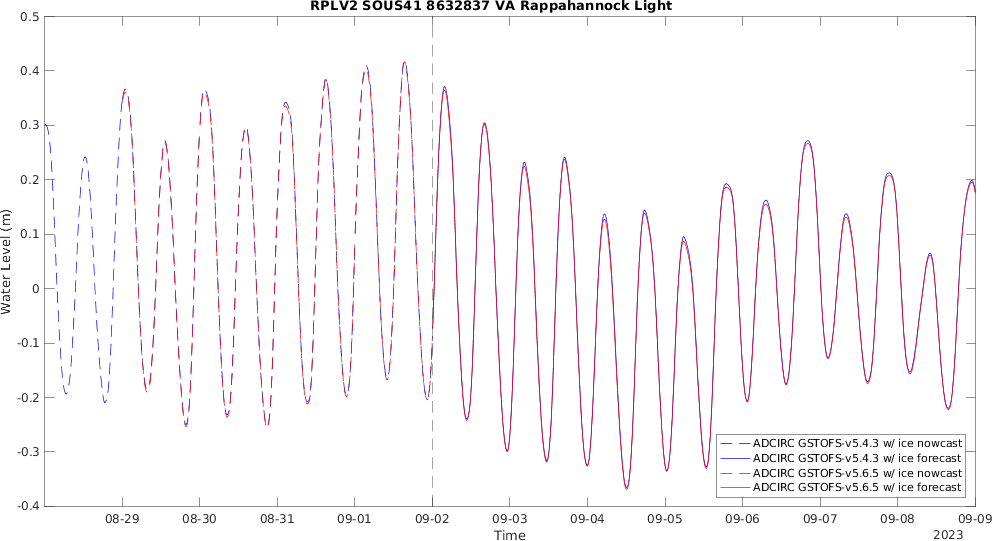 RPLV2 SOUS41 8632837 VA Rappahannock Light
0.5
0.4
0.3
0.2
0.1
0
-0.1
-0.2
-0.3
-0.4
Water Level (m)
ADCIRC GSTOFS-v5.4.3 w/ ice nowcast
ADCIRC GSTOFS-v5.4.3 w/ ice forecast
ADCIRC GSTOFS-v5.6.5 w/ ice nowcast
ADCIRC GSTOFS-v5.6.5 w/ ice forecast
08-29 08-30 08-31 09-01 09-02 09-03 09-04 09-05 09-06 09-07 09-08 09-09
Time
2023